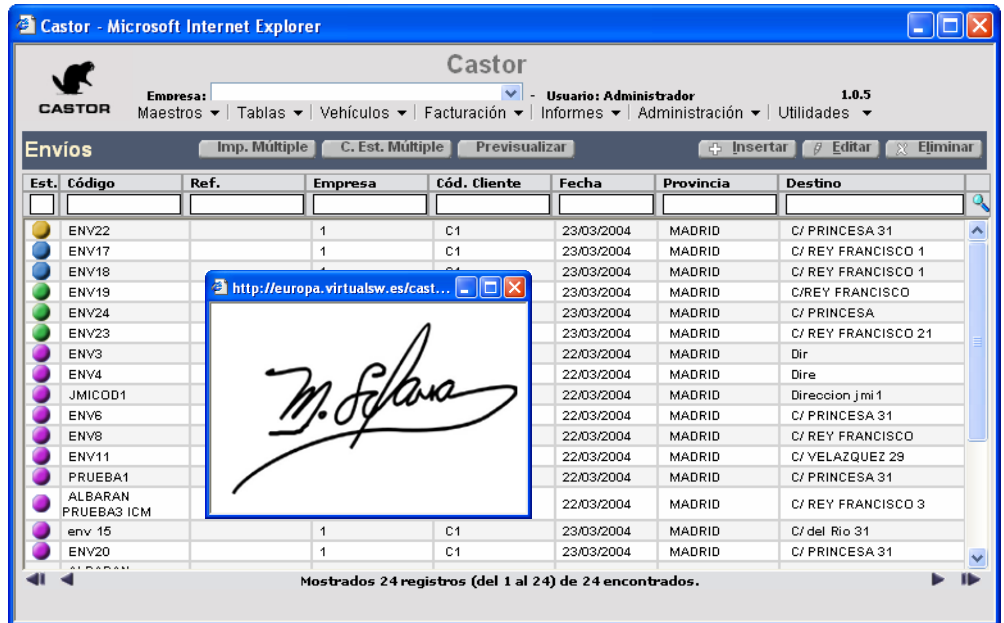 Castor - Microsoft Internet Explorer
Castor
CASTOR
Empresa: - Usuario: Administrador 1.0.5
Maestros Tablas Vehículos Facturación Informes Administración Utilidades
Envíos Imp. Múltiple C. Est. Múltiple Previsualizar Insertar Editar Eliminar
Est. Código Ref. Empresa Cód. Cliente Fecha Provincia Destino
ENV22 1 C1 23/03/2004 MADRID C/ PRINCESA 31
ENV17 1 C1 23/03/2004 MADRID C/ REY FRANCISCO 1
ENV18 23/03/2004 MADRID C/ REY FRANCISCO 1
ENV19 23/03/2004 MADRID C/REY FRANCISCO
ENV24 23/03/2004 MADRID C/ PRINCESA
ENV23 23/03/2004 MADRID C/ REY FRANCISCO 21
ENV3 22/03/2004 MADRID Dir
ENV4 22/03/2004 MADRID Dire
JMICOD1 22/03/2004 MADRID Direccion jmi1
ENV6 22/03/2004 MADRID C/ PRINCESA 31
ENV8 22/03/2004 MADRID C/ REY FRANCISCO
ENV11 22/03/2004 MADRID C/ VELAZQUEZ 29
PRUEBA1 22/03/2004 MADRID C/ PRINCESA 31
ALBARAN
PRUEBA3 ICM 22/03/2004 MADRID C/ REY FRANCISCO 3
env 15 1 C1 23/03/2004 MADRID C/ del Rio 31
ENV20 1 C1 23/03/2004 MADRID C/ PRINCESA 31
Mostrados 24 registros (del 1 al 24) de 24 encontrados.
http://europa.virtualsw.es/cast...
M.